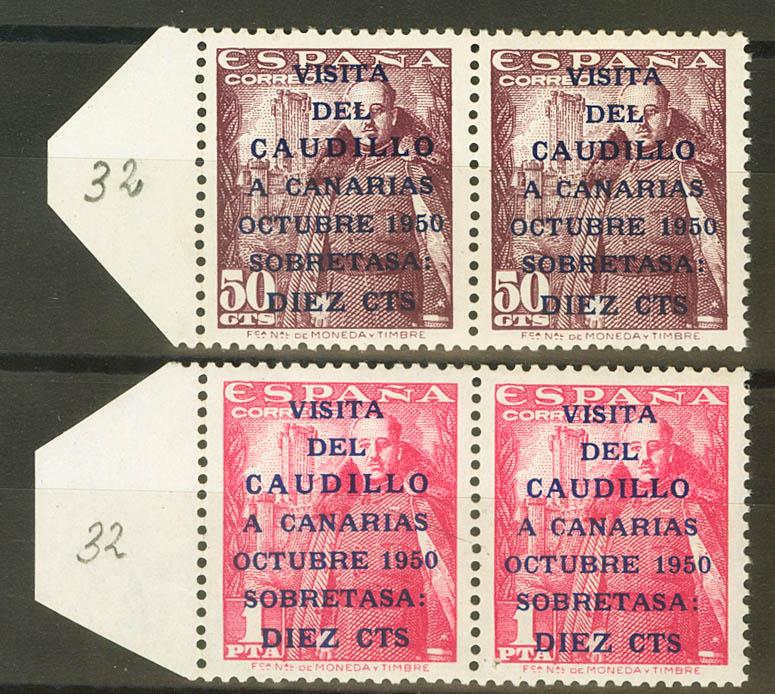 32
ESPAÑA
CORREOS
VISITA
DEL
CAUDILLO
A CANARIAS
OCTUBRE 1950
SOBRETASA:
DIEZ CTS
50
CTS
Fca Nal DE MONEDA Y TIMBRE
ESPAÑA
CORREOS
VISITA
DEL
CAUDILLO
A CANARIAS
OCTUBRE 1950
SOBRETASA:
DIEZ CTS
50
CTS
Fca Nal DE MONEDA Y TIMBRE
32
ESPAÑA
CORREOS
VISITA
DEL
CAUDILLO
A CANARIAS
OCTUBRE 1950
SOBRETASA:
DIEZ CTS
1
PTA
Fca Nal DE MONEDA Y TIMBRE
ESPAÑA
CORREOS
VISITA
DEL
CAUDILLO
A CANARIAS
OCTUBRE 1950
SOBRETASA:
DIEZ CTS
1
PTA
Fca Nal DE MONEDA Y TIMBRE